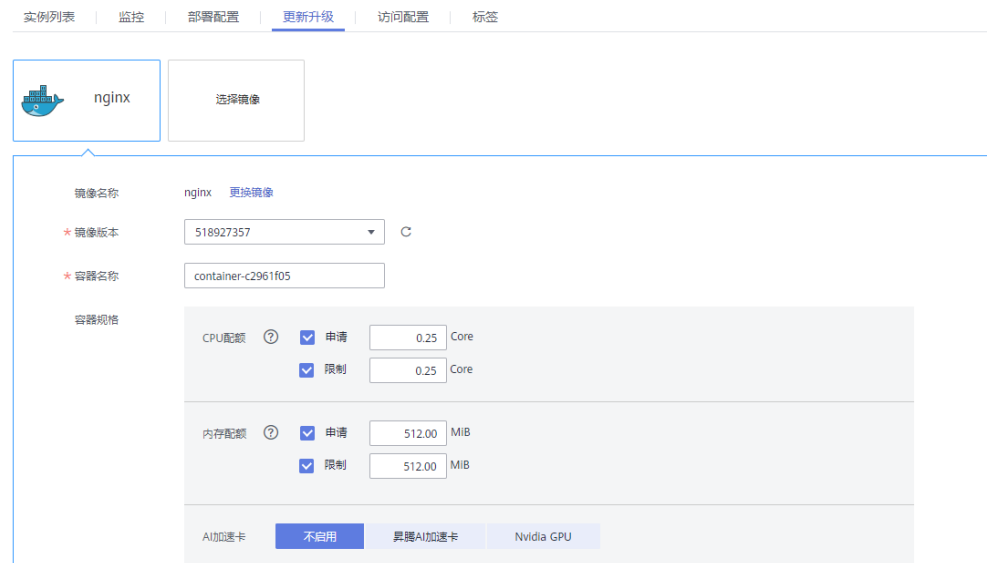 实例列表 监控 部署配置 更新升级 访问配置 标签
nginx 选择镜像
镜像名称 nginx 更换镜像
* 镜像版本 518927357
* 容器名称 container-c2961f05
容器规格
CPU配额 ? 申请 0.25 Core
限制 0.25 Core
内存配额 ? 申请 512.00 MiB
限制 512.00 MiB
AI加速卡 不启用 昇腾AI加速卡 Nvidia GPU